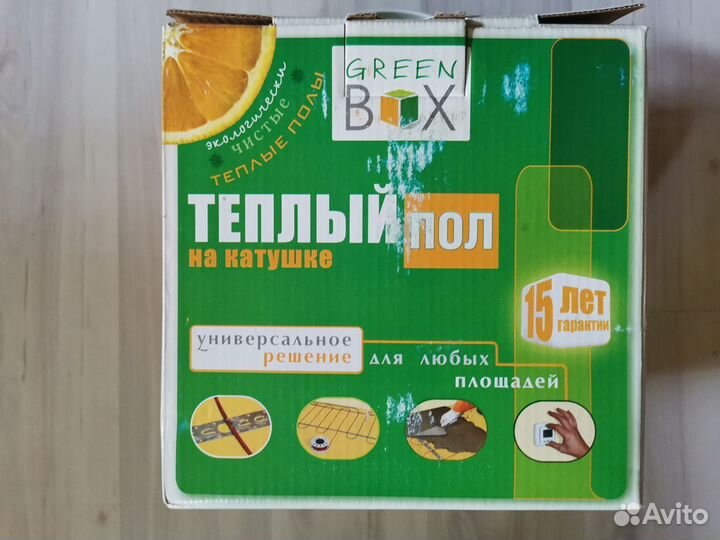 GREEN
BOX
экологически
чистые
теплые полы
ТЕПЛЫЙ ПОЛ
на катушке
15 лет
гарантии
универсальное
решение для любых
площадей
Avito